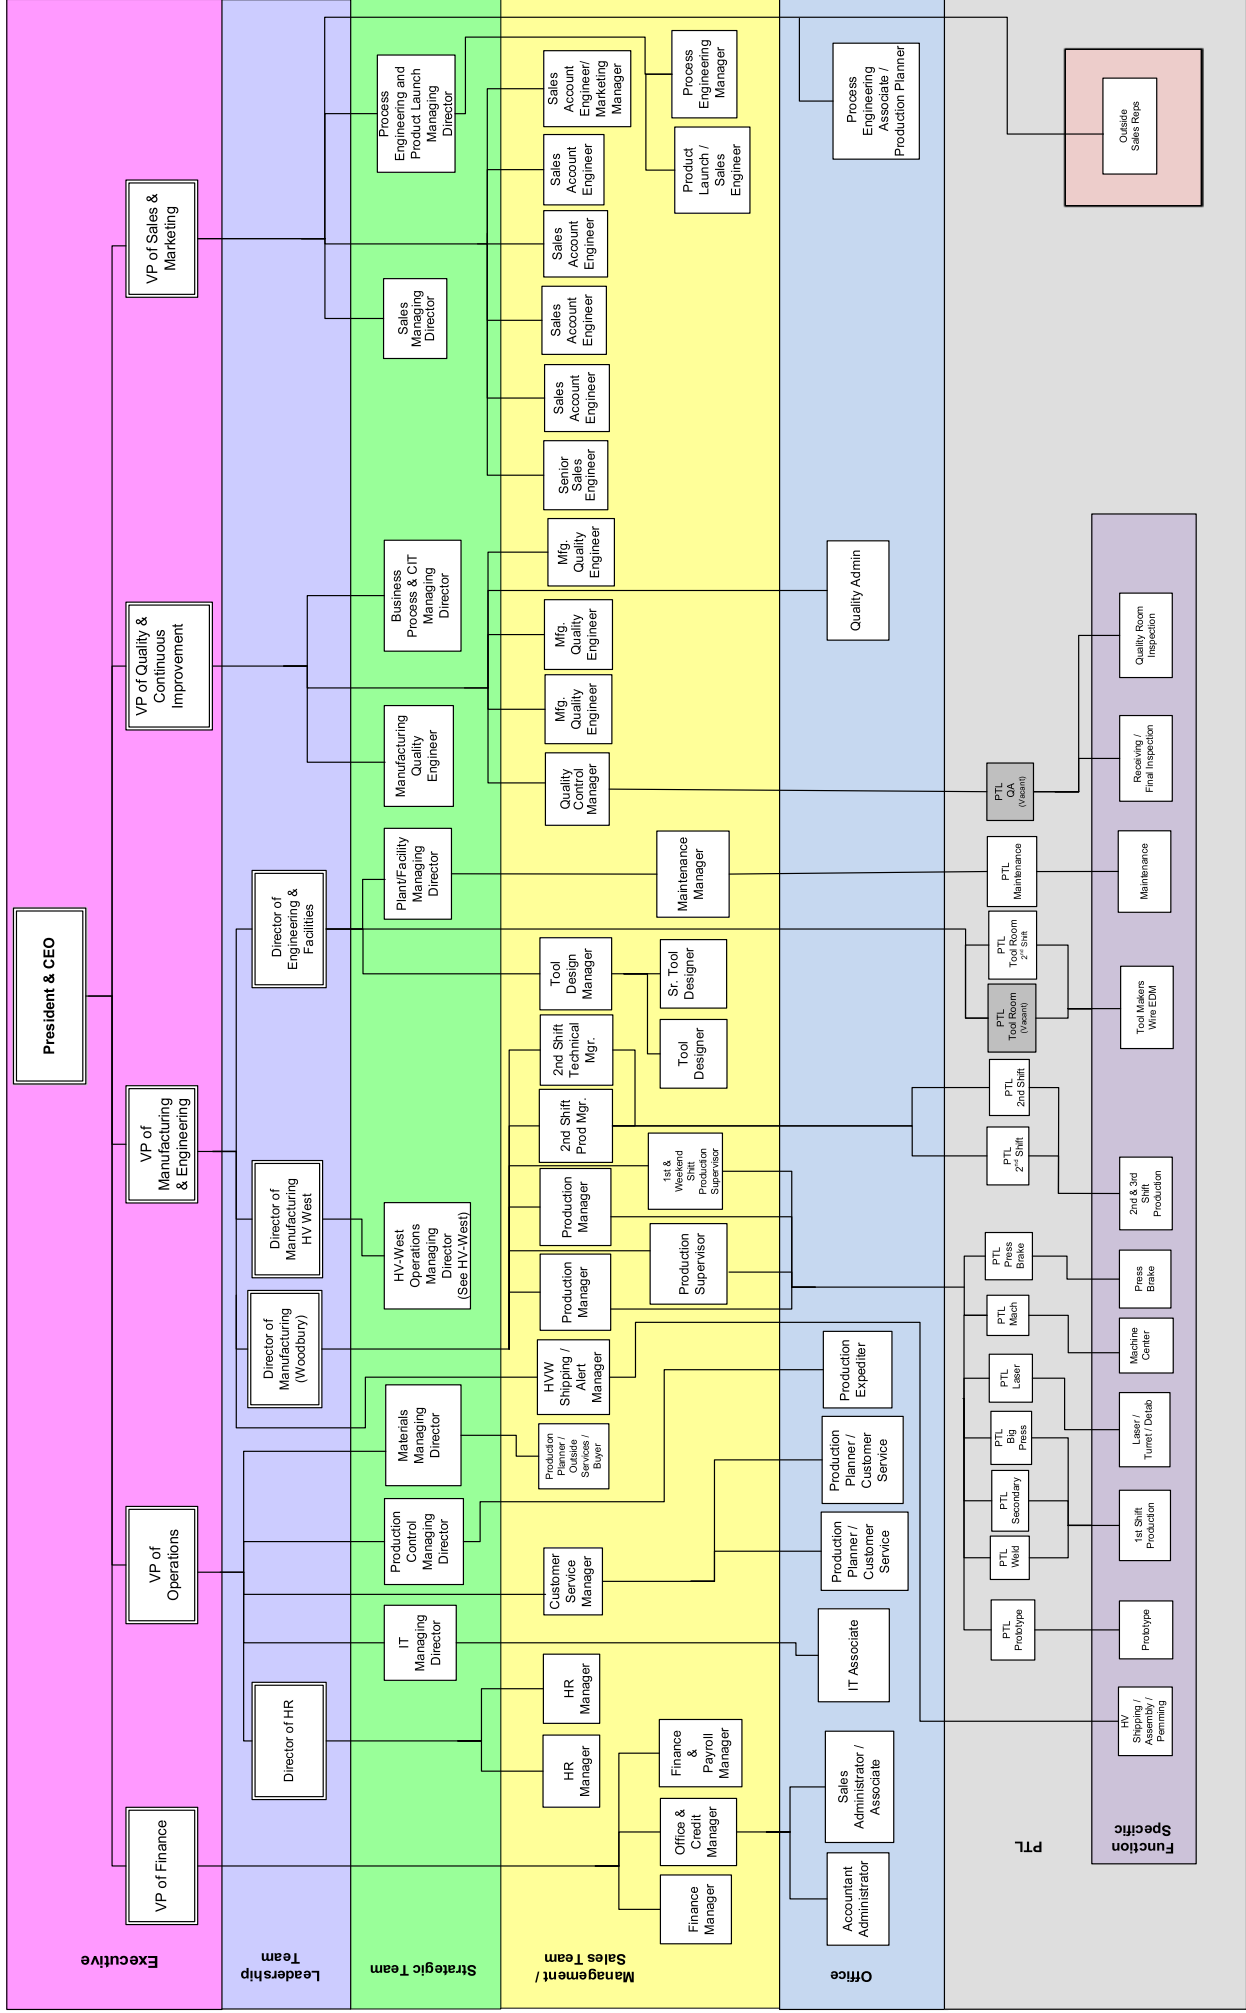 Executive
President & CEO
VP of Finance
VP of
Operations
VP of
Manufacturing
& Engineering
VP of Quality &
Continuous
Improvement
VP of Sales &
Marketing
Leadership
Team
Director of HR
Director of
Manufacturing
(Woodbury)
Director of
Manufacturing
HV West
Director of
Engineering &
Facilities
Strategic Team
IT
Managing
Director
Production
Control
Managing
Director
Materials
Managing
Director
HV-West
Operations
Managing
Director
(See HV-West)
Plant/Facility
Managing
Director
Manufacturing
Quality
Engineer
Business
Process & CIT
Managing
Director
Sales
Managing
Director
Process
Engineering and
Product Launch
Managing
Director
Management /
Sales Team
HR
Manager
HR
Manager
Customer
Service
Manager
Production
Planner /
Outside
Services /
Buyer
HVW
Shipping /
Alert
Manager
Production
Manager
Production
Manager
2nd Shift
Prod Mgr.
2nd Shift
Technical
Mgr.
Tool
Design
Manager
Quality
Control
Manager
Mfg.
Quality
Engineer
Mfg.
Quality
Engineer
Mfg.
Quality
Engineer
Senior
Sales
Engineer
Sales
Account
Engineer
Sales
Account
Engineer
Sales
Account
Engineer
Sales
Account
Engineer
Sales
Account
Engineer/
Marketing
Manager
Finance
Manager
Office &
Credit
Manager
Finance
&
Payroll
Manager
Production
Supervisor
1st &
Weekend
Shitt
Production
Supervisor
Tool
Designer
Sr. Tool
Designer
Maintenance
Manager
Product
Launch /
Sales
Engineer
Process
Engineering
Manager
Office
Accountant
Administrator
Sales
Administrator /
Associate
IT Associate
Production
Planner /
Customer
Service
Production
Planner /
Customer
Service
Production
Expediter
Quality Admin
Process
Engineering
Associate /
Production Planner
PTL
PTL
Prototype
PTL
Weld
PTL
Secondary
PTL
Big
Press
PTL
Laser
PTL
Mach
PTL
Press
Brake
PTL
2nd Shift
PTL
2nd Shift
PTL
Tool Room
(Vacant)
PTL
Tool Room
2nd Shift
PTL
Maintenance
PTL
QA
(Vacant)
Function
Specific
HV
Shipping /
Assembly /
Pemming
Prototype
1st Shift
Production
Laser /
Turret / Detab
Machine
Center
Press
Brake
2nd & 3rd
Shift
Production
Tool Makers
Wire EDM
Maintenance
Receiving /
Final Inspection
Quality Room
Inspection
Outside
Sales Reps